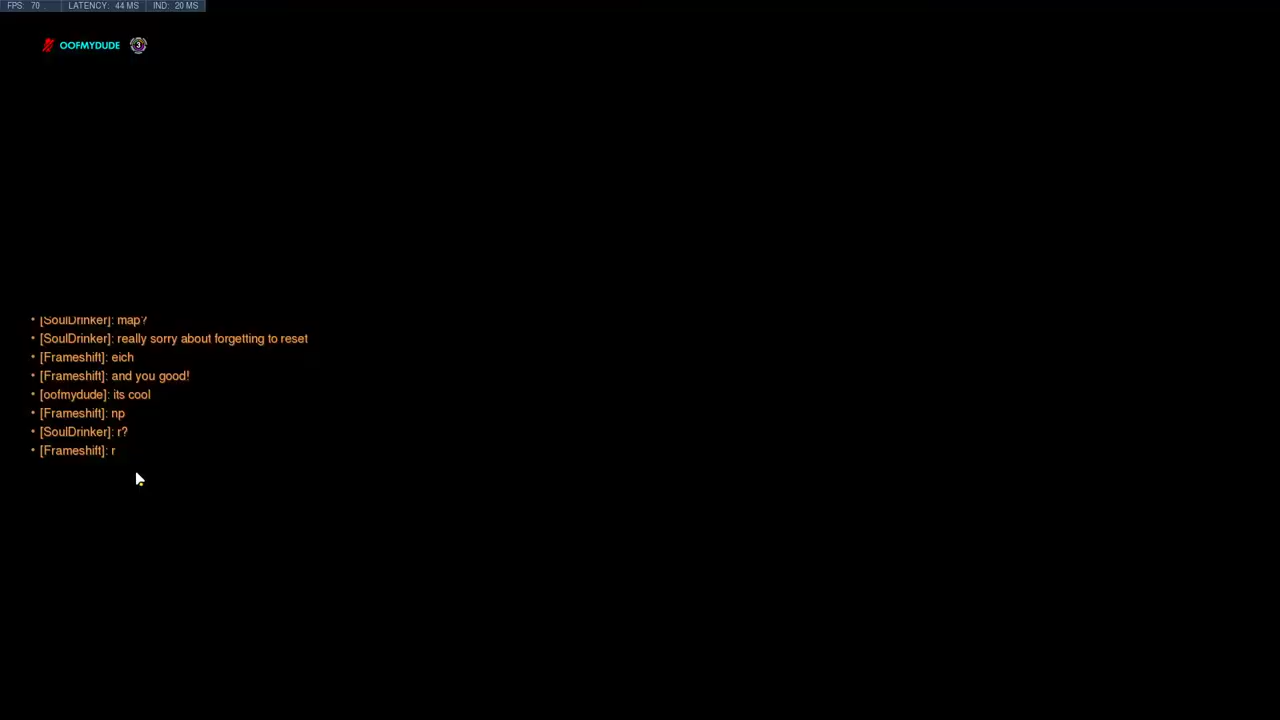 FPS: 70 LATENCY: 44 MS IND: 20 MS
OOFMYDUDE 3
• [SoulDrinker]: map?
• [SoulDrinker]: really sorry about forgetting to reset
• [Frameshift]: eich
• [Frameshift]: and you good!
• [oofmydude]: its cool
• [Frameshift]: np
• [SoulDrinker]: r?
• [Frameshift]: r